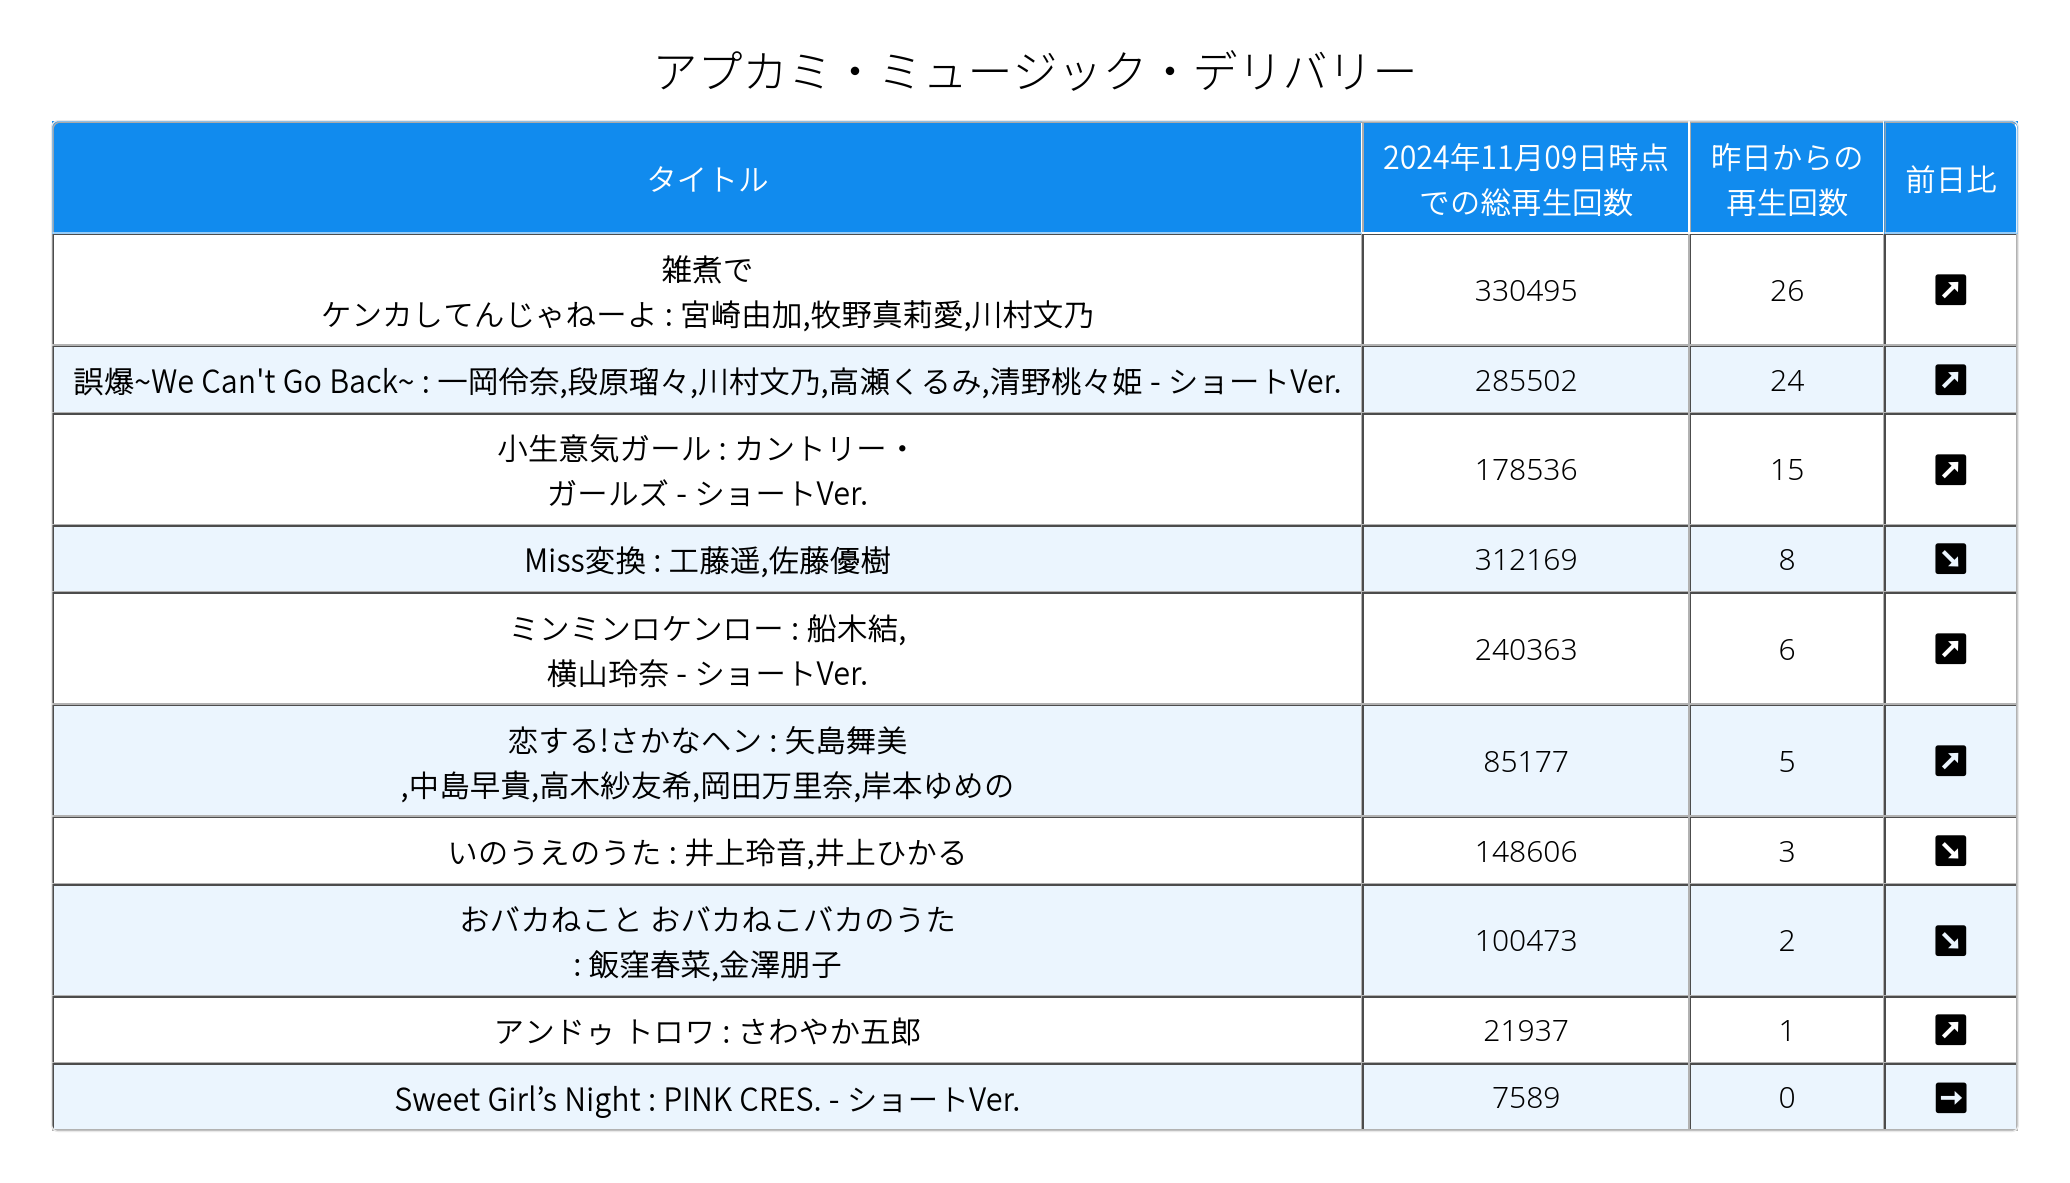 アプカミ・ミュージック・デリバリー
タイトル
2024年11月09日時点
での総再生回数
昨日からの
再生回数
前日比
雑煮で
ケンカしてんじゃねーよ : 宮崎由加,牧野真莉愛,川村文乃
330495
26
誤爆~We Can't Go Back~ : 一岡伶奈,段原瑠々,川村文乃,高瀬くるみ,清野桃々姫 - ショートVer.
285502
24
小生意気ガール : カントリー・
ガールズ - ショートVer.
178536
15
Miss変換 : 工藤遥,佐藤優樹
312169
8
ミンミンロケンロー : 船木結,
横山玲奈 - ショートVer.
240363
6
恋する!さかなヘン : 矢島舞美
,中島早貴,高木紗友希,岡田万里奈,岸本ゆめの
85177
5
いのうえのうた : 井上玲音,井上ひかる
148606
3
おバカねこと おバカねこバカのうた
: 飯窪春菜,金澤朋子
100473
2
アンドゥ トロワ : さわやか五郎
21937
1
Sweet Girl’s Night : PINK CRES. - ショートVer.
7589
0